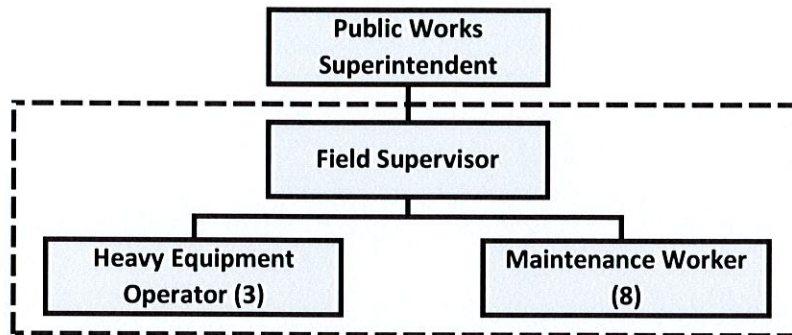 Public Works
Superintendent
Field Supervisor
Heavy Equipment
Operator (3)
Maintenance Worker
(8)